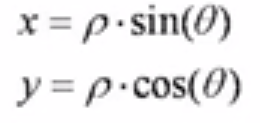 x = ρ·sin(θ)
y = ρ·cos(θ)